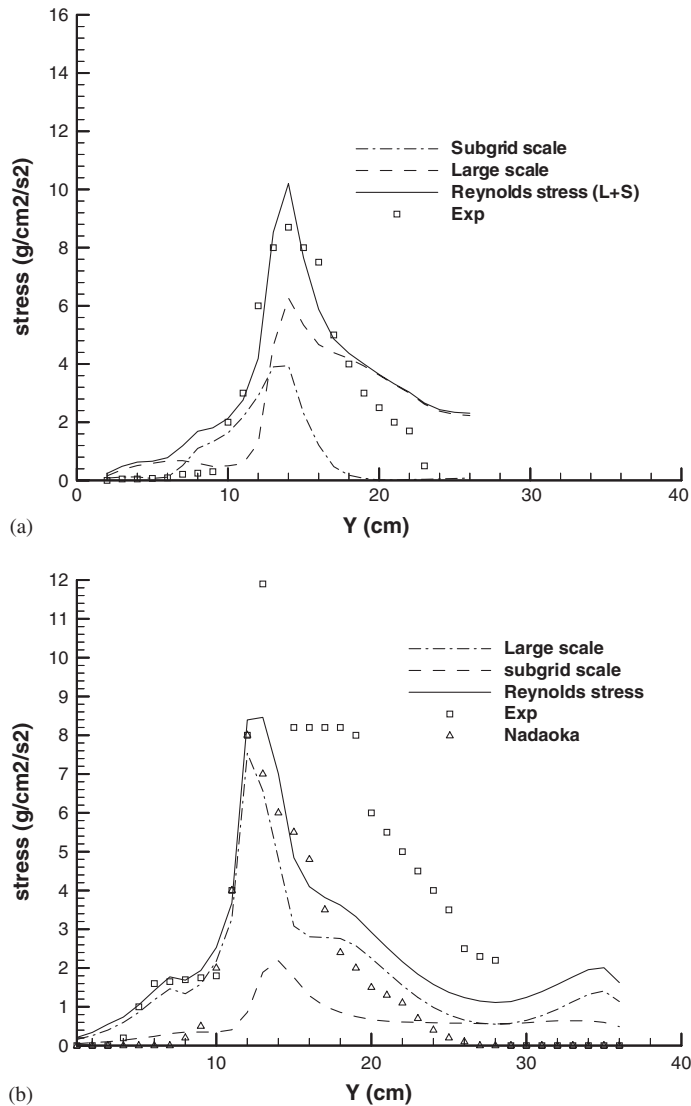 16
14
12
10
8
6
4
2
0
stress (g/cm2/s2)
Subgrid scale
Large scale
Reynolds stress (L+S)
Exp
0 10 20 30 40
Y (cm)
(a)
12
11
10
9
8
7
6
5
4
3
2
1
0
stress (g/cm2/s2)
Large scale
subgrid scale
Reynolds stress
Exp
Nadaoka
0 10 20 30 40
Y (cm)
(b)